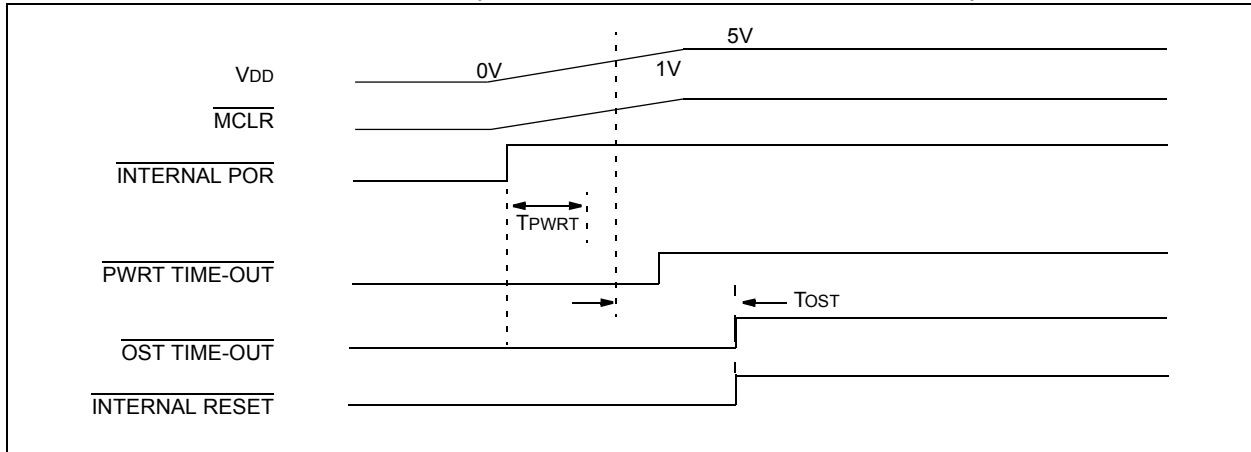 5V
VDD 0V 1V
MCLR
INTERNAL POR
TPWRT
PWRT TIME-OUT
TOST
OST TIME-OUT
INTERNAL RESET